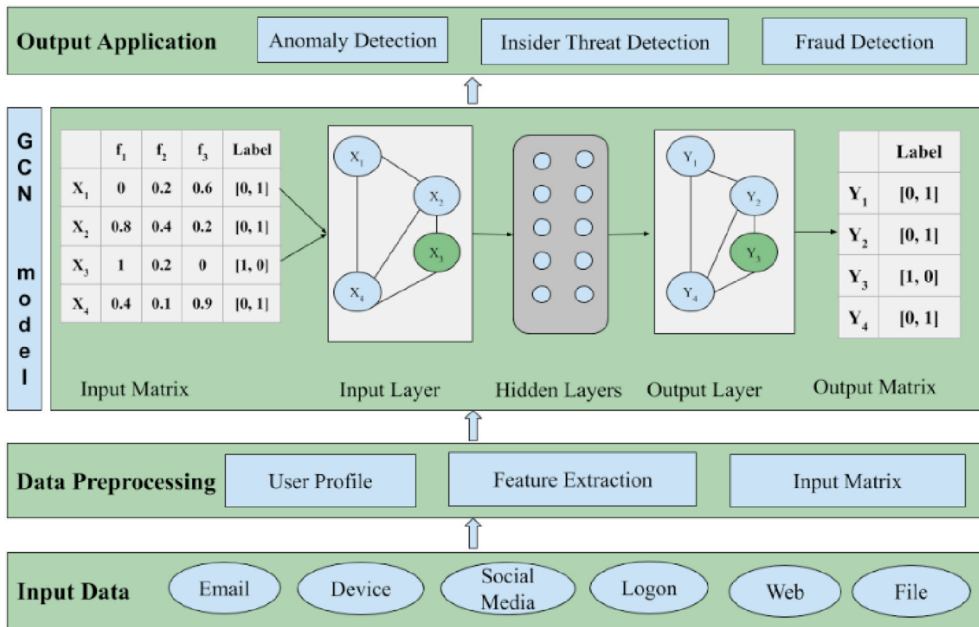 Output Application
Anomaly Detection
Insider Threat Detection
Fraud Detection
GCN model
f₁ f₂ f₃ Label
X₁ 0 0.2 0.6 [0, 1]
X₂ 0.8 0.4 0.2 [0,1]
X₃ 1 0.2 0 [1, 0]
X₄ 0.4 0.1 0.9 [0, 1]
Input Matrix
X₁
X₂
X₃
X₄
Input Layer
Hidden Layers
Y₁
Y₂
Y₃
Y₄
Output Layer
Label
Y₁ [0, 1]
Y₂ [0, 1]
Y₃ [1, 0]
Y₄ [0, 1]
Output Matrix
Data Preprocessing
User Profile
Feature Extraction
Input Matrix
Input Data
Email
Device
Social
Media
Logon
Web
File